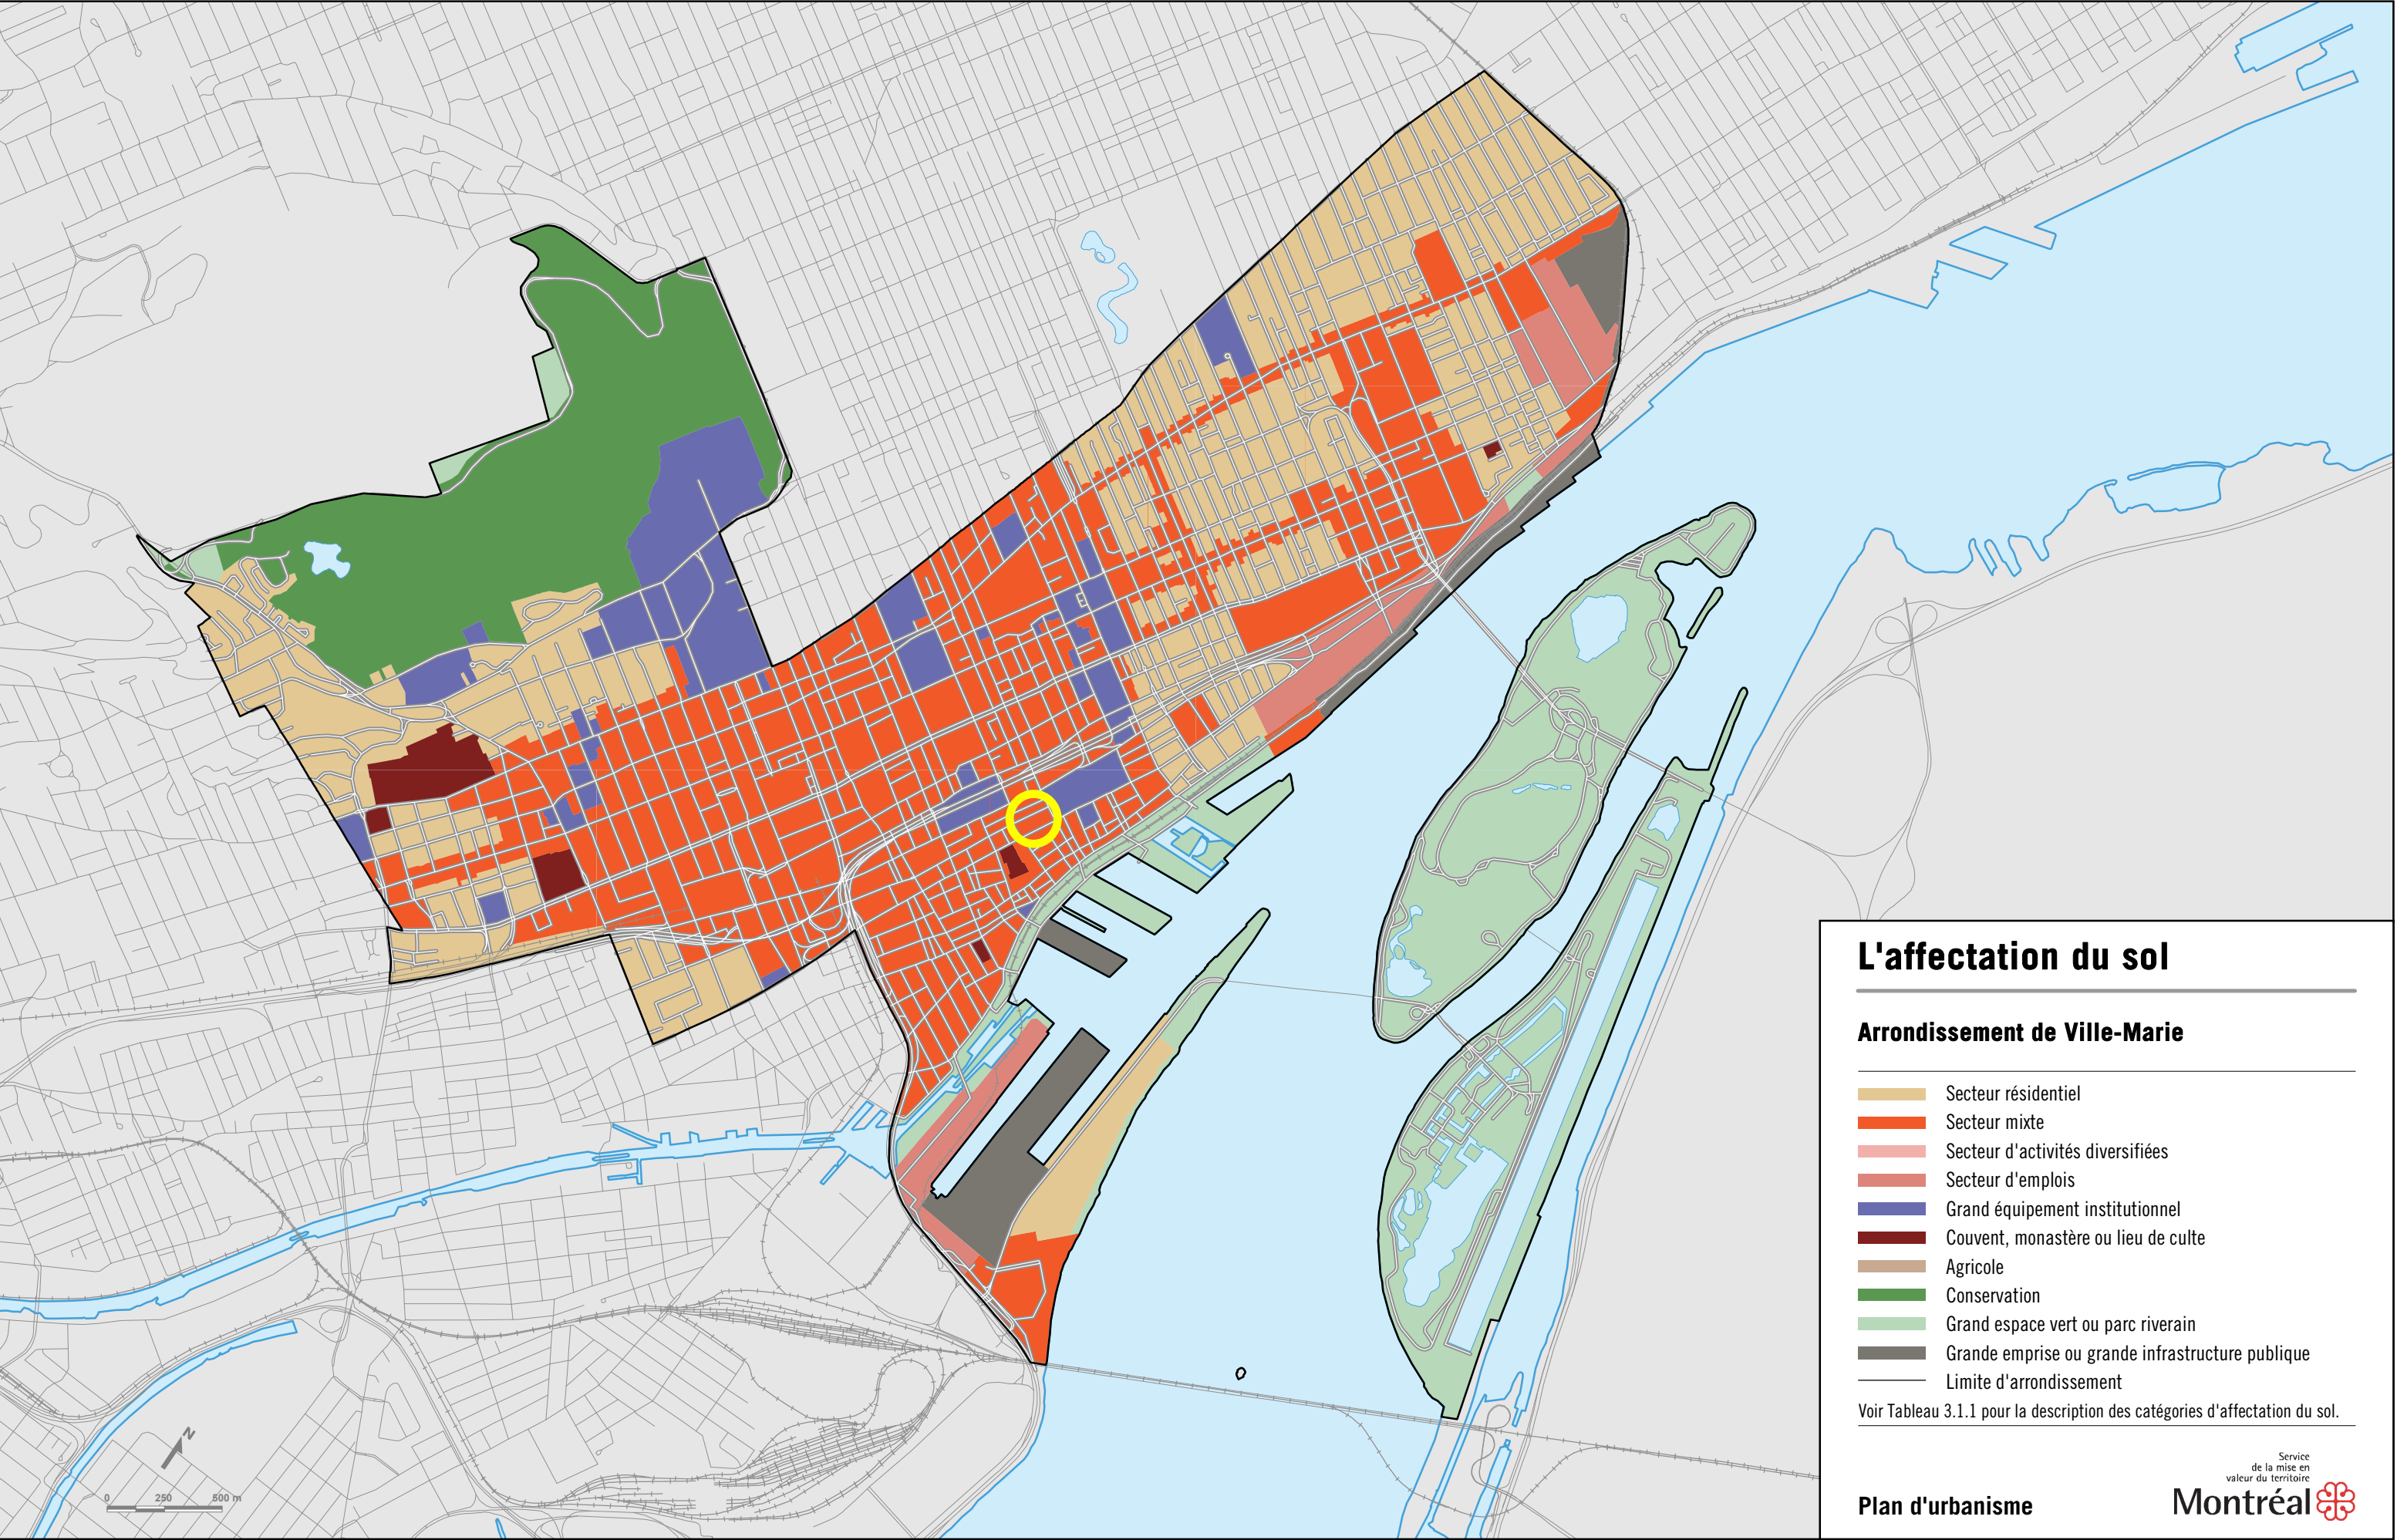 L'affectation du sol
Arrondissement de Ville-Marie
Secteur résidentiel
Secteur mixte
Secteur d'activités diversifiées
Secteur d'emplois
Grand équipement institutionnel
Couvent, monastère ou lieu de culte
Agricole
Conservation
Grand espace vert ou parc riverain
Grande emprise ou grande infrastructure publique
Limite d'arrondissement
Voir Tableau 3.1.1 pour la description des catégories d'affectation du sol.
Service
de la mise en
valeur du territoire
Plan d'urbanisme
Montréal
N
0 250 500 m